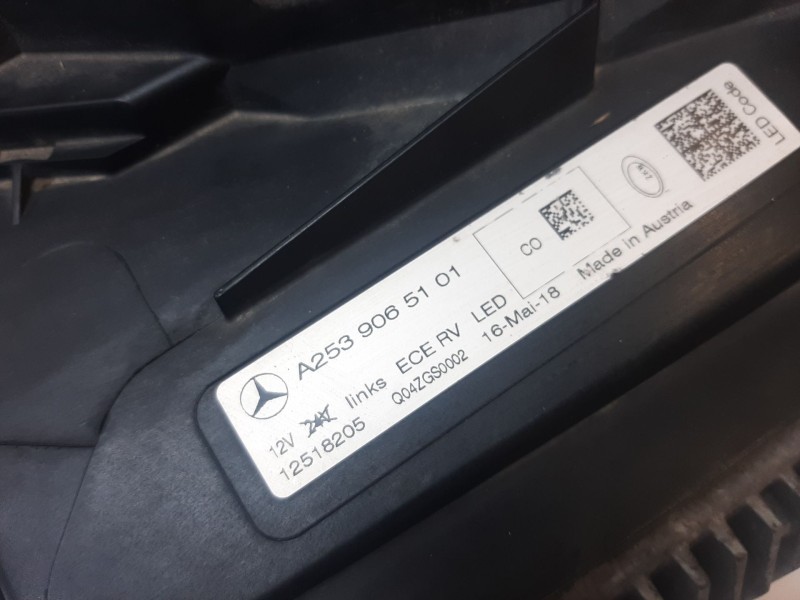 A253 906 51 01
12V links ECE RV LED
12518205 Q04ZGS0002 16-Mai-18 Made in Austria
CO
ZKW
LED Code